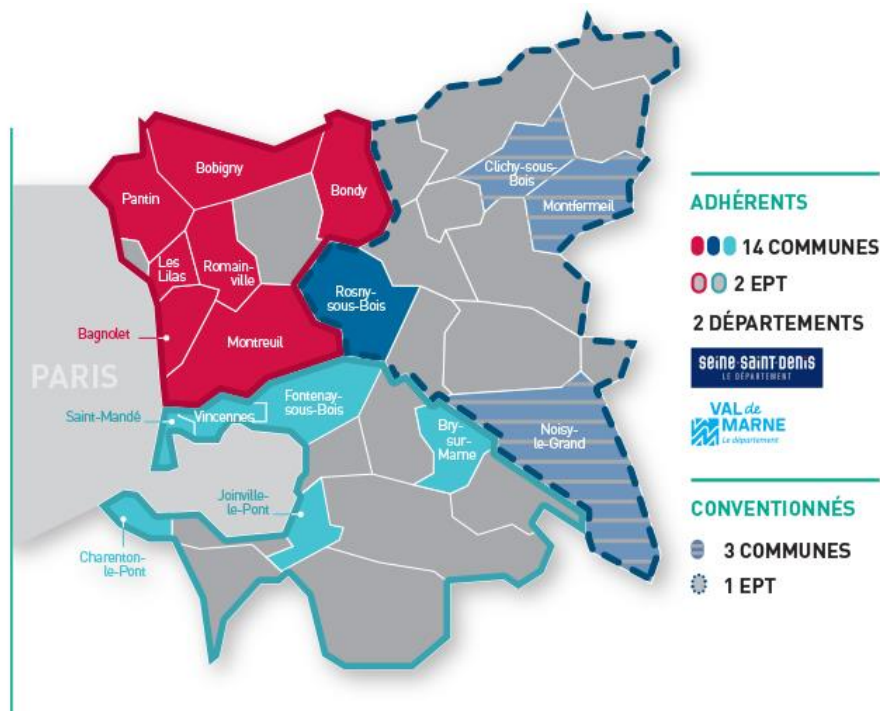 Bobigny
Pantin
Bondy
Les
Lilas
Romain-
ville
Clichy-sous-
Bois
Montfermeil
Rosny-
sous-Bois
Bagnolet
Montreuil
PARIS
Saint-Mandé
Vincennes
Fontenay-
sous-Bois
Bry-
sur-
Marne
Noisy-
le-Grand
Joinville-
le-Pont
Charenton-
le-Pont
ADHÉRENTS
14 COMMUNES
2 EPT
2 DÉPARTEMENTS
seine-saint-denis
LE DÉPARTEMENT
VAL de
MARNE
Le département
CONVENTIONNÉS
3 COMMUNES
1 EPT